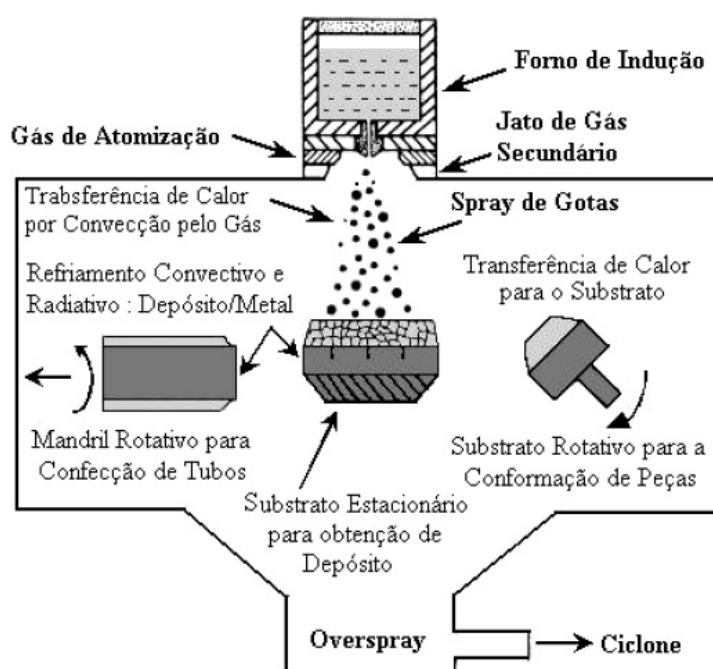 Forno de Indução
Gás de Atomização
Jato de Gás
Secundário
Trabsferência de Calor
por Convecção pelo Gás
Spray de Gotas
Refriamento Convectivo e
Radiativo : Depósito/Metal
Transferência de Calor
para o Substrato
Mandril Rotativo para
Confecção de Tubos
Substrato Estacionário
para obtenção de
Depósito
Substrato Rotativo para a
Conformação de Peças
Overspray
Ciclone